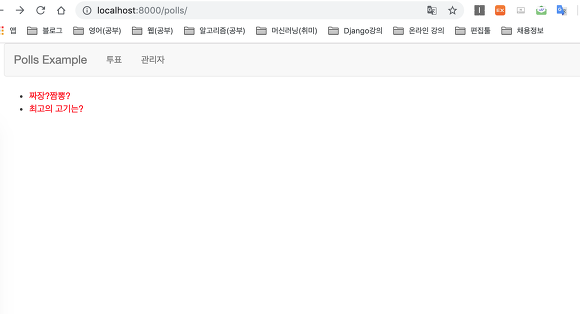 localhost:8000/polls/
앱 블로그 영어(공부) 웹(공부) 알고리즘(공부) 머신러닝(취미) Django강의 온라인 강의 편집툴 채용정보
Polls Example 투표 관리자
짜장?짬뽕?
최고의 고기는?